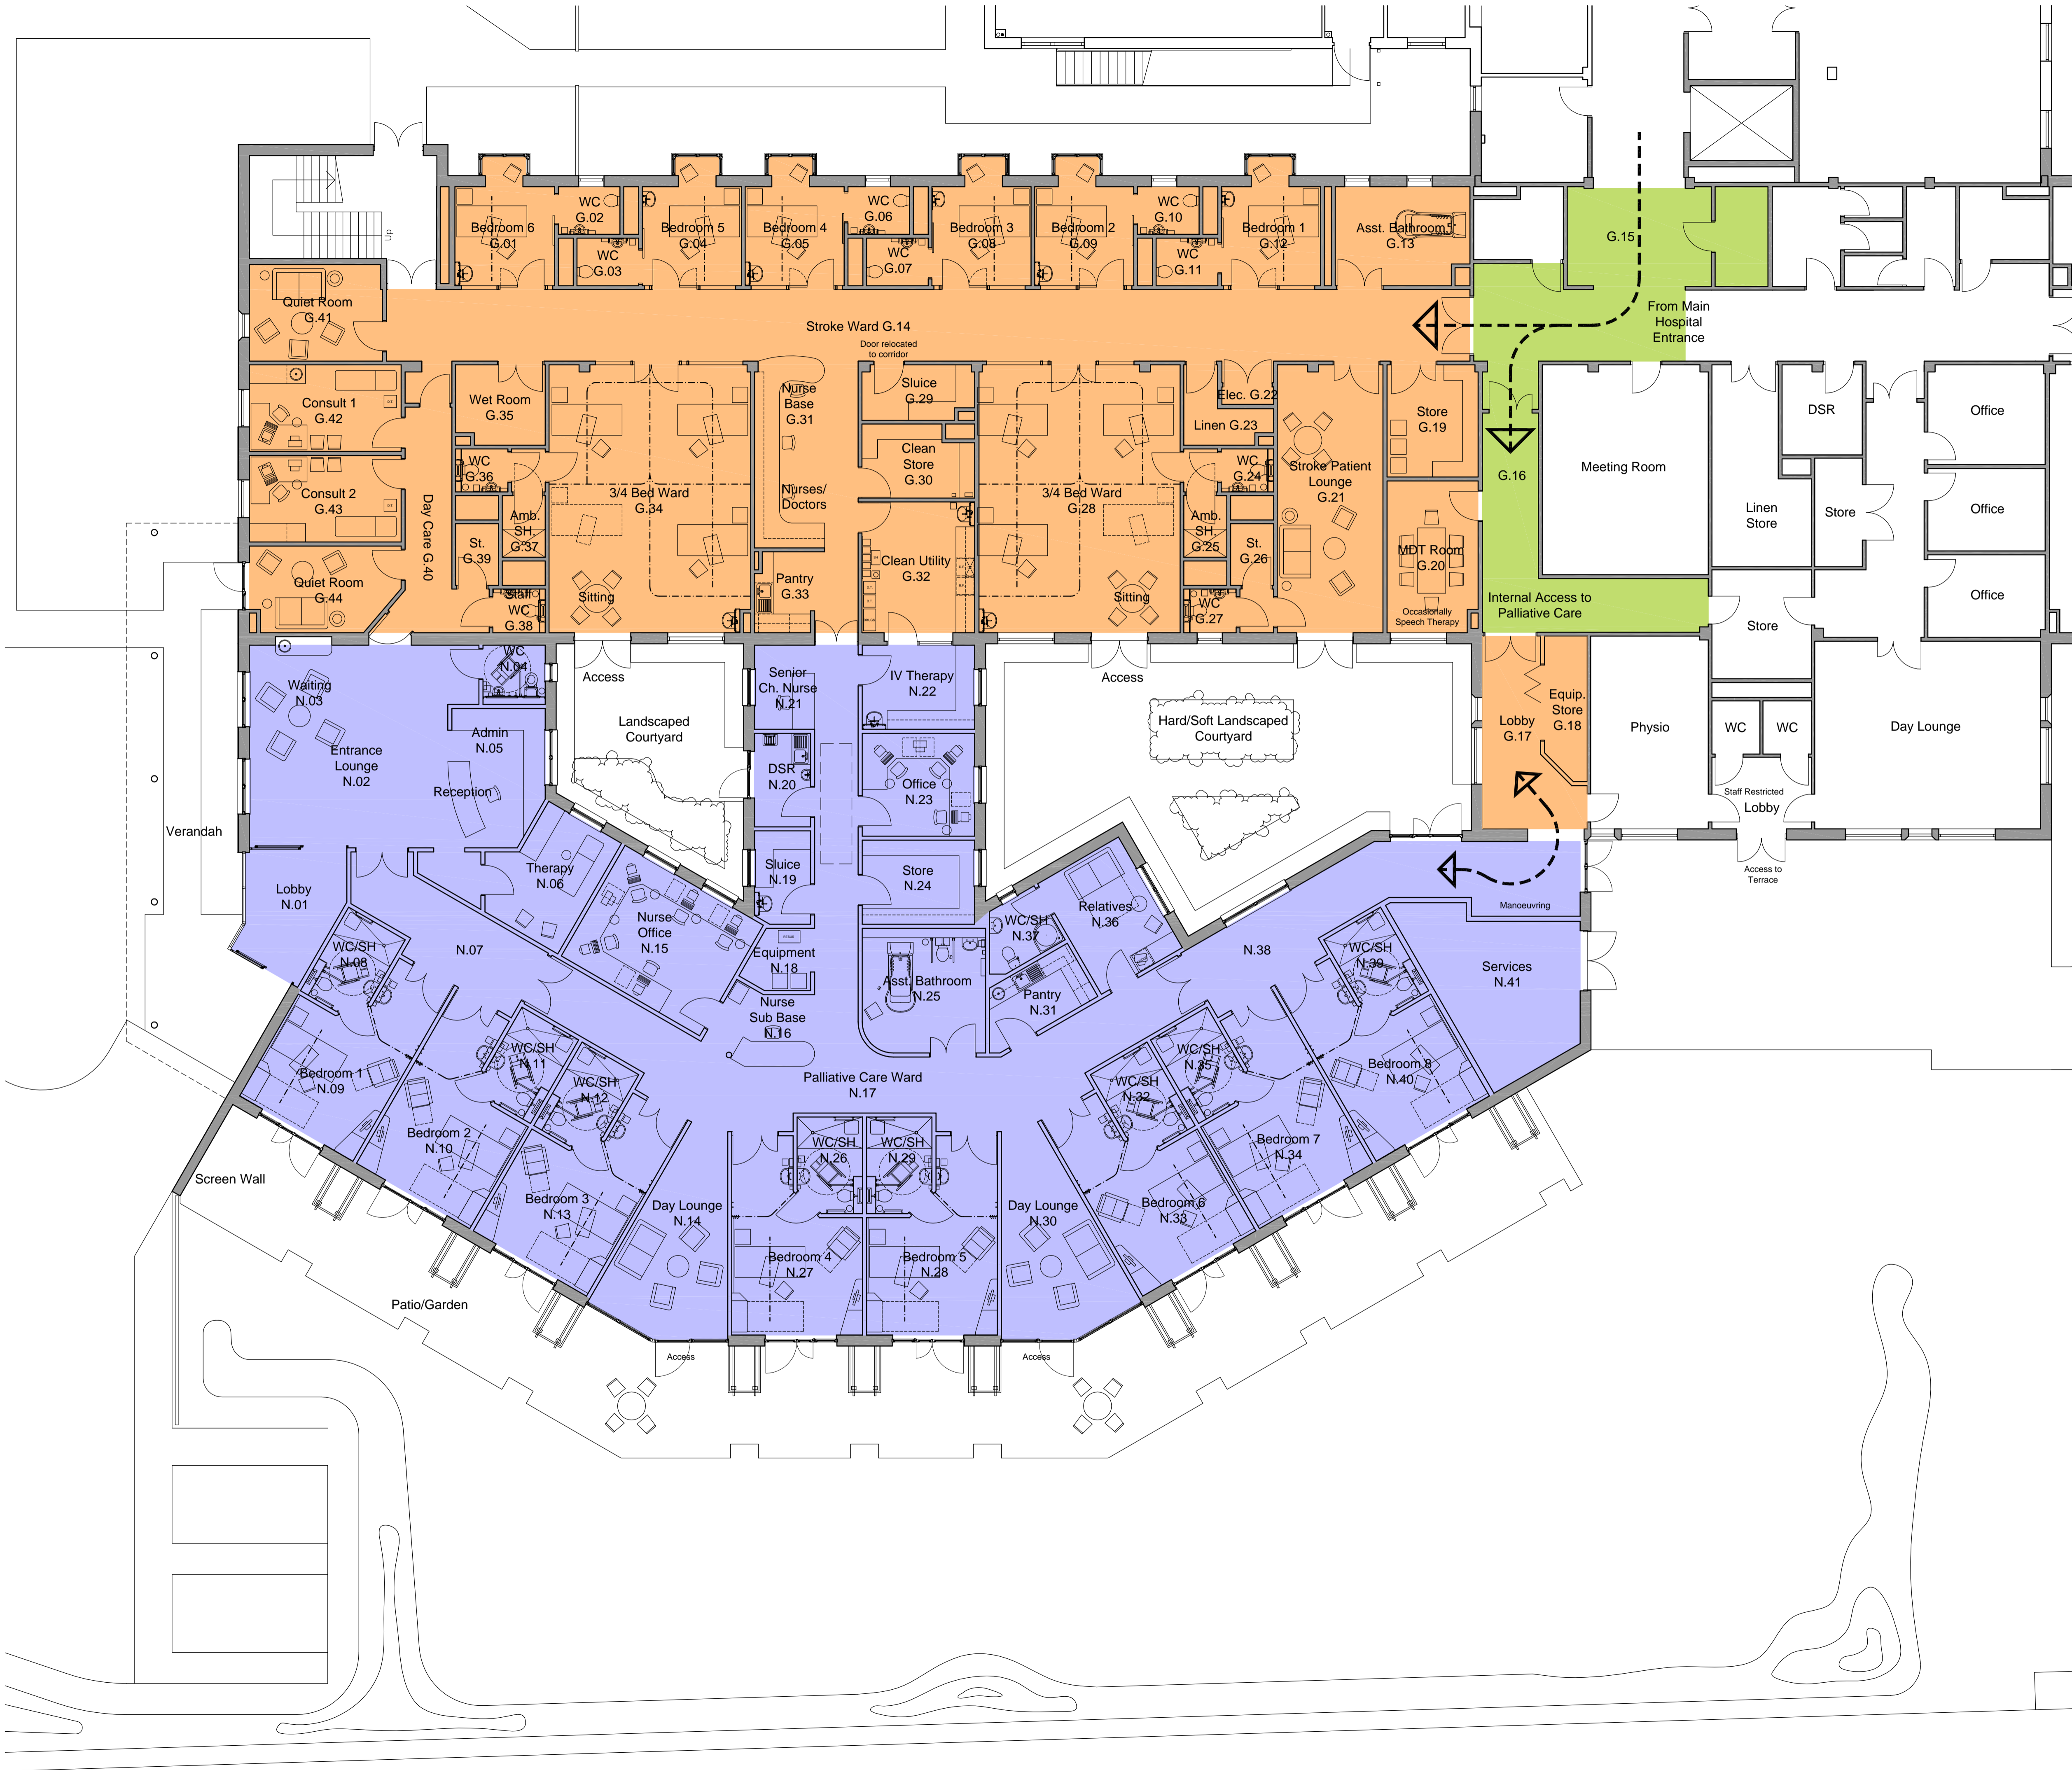 Up
Bedroom 6
G.01
WC
G.02
WC
G.03
Bedroom 5
G.04
Bedroom 4
G.05
WC
G.06
WC
G.07
Bedroom 3
G.08
Bedroom 2
G.09
WC
G.10
WC
G.11
Bedroom 1
G.12
Asst. Bathroom
G.13
G.15
Quiet Room
G.41
Stroke Ward G.14
Door relocated
to corridor
From Main
Hospital
Entrance
Consult 1
G.42
Wet Room
G.35
Nurse
Base
G.31
Sluice
G.29
Elec. G.22
Linen G.23
Store
G.19
DSR
Office
Clean
Store
G.30
WC
G.36
WC
G.24
Stroke Patient
Lounge
G.21
G.16
Meeting Room
Consult 2
G.43
Day Care G.40
3/4 Bed Ward
G.34
Nurses/
Doctors
3/4 Bed Ward
G.28
Linen
Store
Store
Office
Amb.
SH.
G.37
Amb.
SH.
G.25
St.
G.39
St.
G.26
MDT Room
G.20
Quiet Room
G.44
Clean Utility
G.32
Pantry
G.33
Sitting
Sitting
Staff
WC
G.38
WC
G.27
Occasionally
Speech Therapy
Internal Access to
Palliative Care
Office
Store
WC
N.04
Access
Senior
Ch. Nurse
N.21
IV Therapy
N.22
Access
Waiting
N.03
Equip.
Store
G.18
Lobby
G.17
Physio
WC
WC
Day Lounge
Landscaped
Courtyard
Hard/Soft Landscaped
Courtyard
Admin
N.05
Entrance
Lounge
N.02
Reception
DSR
N.20
Office
N.23
Staff Restricted
Lobby
Verandah
Access to
Terrace
Therapy
N.06
Sluice
N.19
Store
N.24
Lobby
N.01
Nurse
Office
N.15
WC/SH
N.37
Relatives
N.36
Manoeuvring
WC/SH
N.08
N.07
Equipment
N.18
RESUS
N.38
WC/SH
N.39
Services
N.41
Asst. Bathroom
N.25
Pantry
N.31
Nurse
Sub Base
N.16
Bedroom 1
N.09
WC/SH
N.11
WC/SH
N.12
Palliative Care Ward
N.17
WC/SH
N.32
WC/SH
N.35
Bedroom 8
N.40
Bedroom 2
N.10
WC/SH
N.26
WC/SH
N.29
Bedroom 7
N.34
Screen Wall
Bedroom 3
N.13
Day Lounge
N.14
Day Lounge
N.30
Bedroom 6
N.33
Bedroom 4
N.27
Bedroom 5
N.28
Patio/Garden
Access
Access